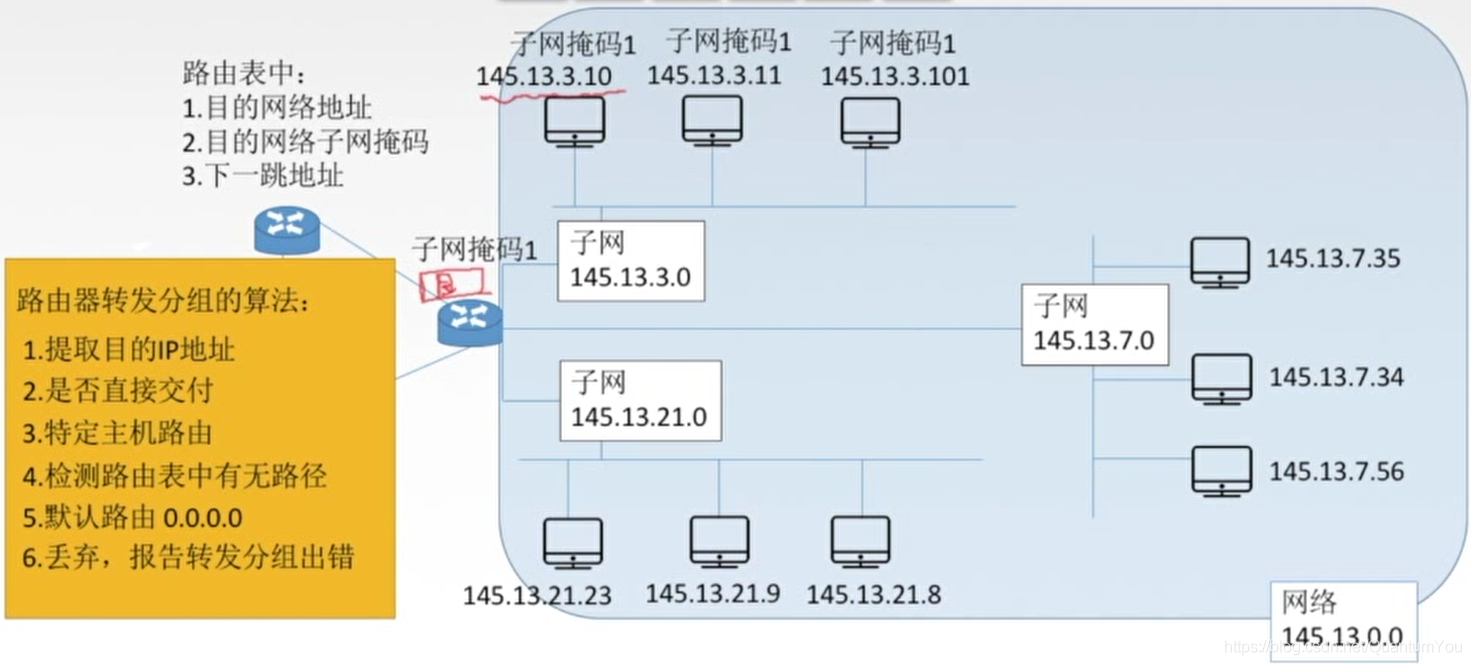 路由表中：
1.目的网络地址
2.目的网络子网掩码
3.下一跳地址
子网掩码1
子网掩码1
子网掩码1
145.13.3.10
145.13.3.11
145.13.3.101
子网掩码1
子网
145.13.3.0
子网
145.13.7.0
145.13.7.35
145.13.7.34
145.13.7.56
子网
145.13.21.0
145.13.21.23
145.13.21.9
145.13.21.8
路由器转发分组的算法：
1.提取目的IP地址
2.是否直接交付
3.特定主机路由
4.检测路由表中有无路径
5.默认路由 0.0.0.0
6.丢弃，报告转发分组出错
网络
145.13.0.0
https://blog.csdn.net/QuantumYou